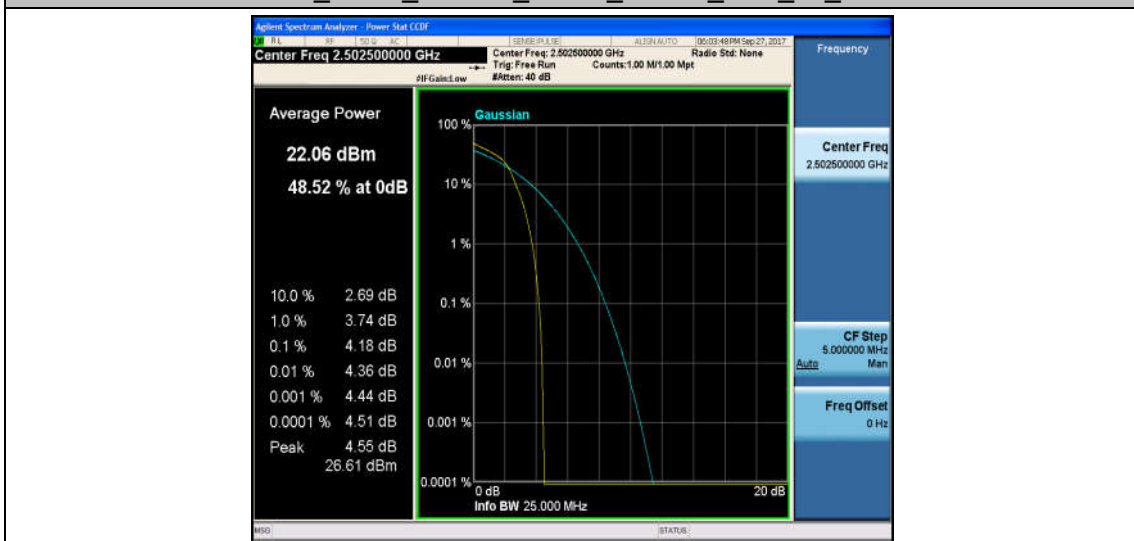 Agilent Spectrum Analyzer - Power Stat CCDF
RL RF 50 Ω AC SENSE:PULSE ALIGN AUTO 06:03:48 PM Sep 27, 2017
Center Freq 2.502500000 GHz
Center Freq: 2.502500000 GHz Radio Std: None
Trig: Free Run Counts:1.00 M/1.00 Mpt
#IFGain:Low #Atten: 40 dB
Frequency
Average Power
22.06 dBm
48.52 % at 0dB
10.0 % 2.69 dB
1.0 % 3.74 dB
0.1 % 4.18 dB
0.01 % 4.36 dB
0.001 % 4.44 dB
0.0001 % 4.51 dB
Peak 4.55 dB
26.61 dBm
Gaussian
100 %
10 %
1 %
0.1 %
0.01 %
0.001 %
0.0001 %
0 dB 20 dB
Info BW 25.000 MHz
Center Freq
2.502500000 GHz
CF Step
5.000000 MHz
Auto Man
Freq Offset
0 Hz
MSG STATUS